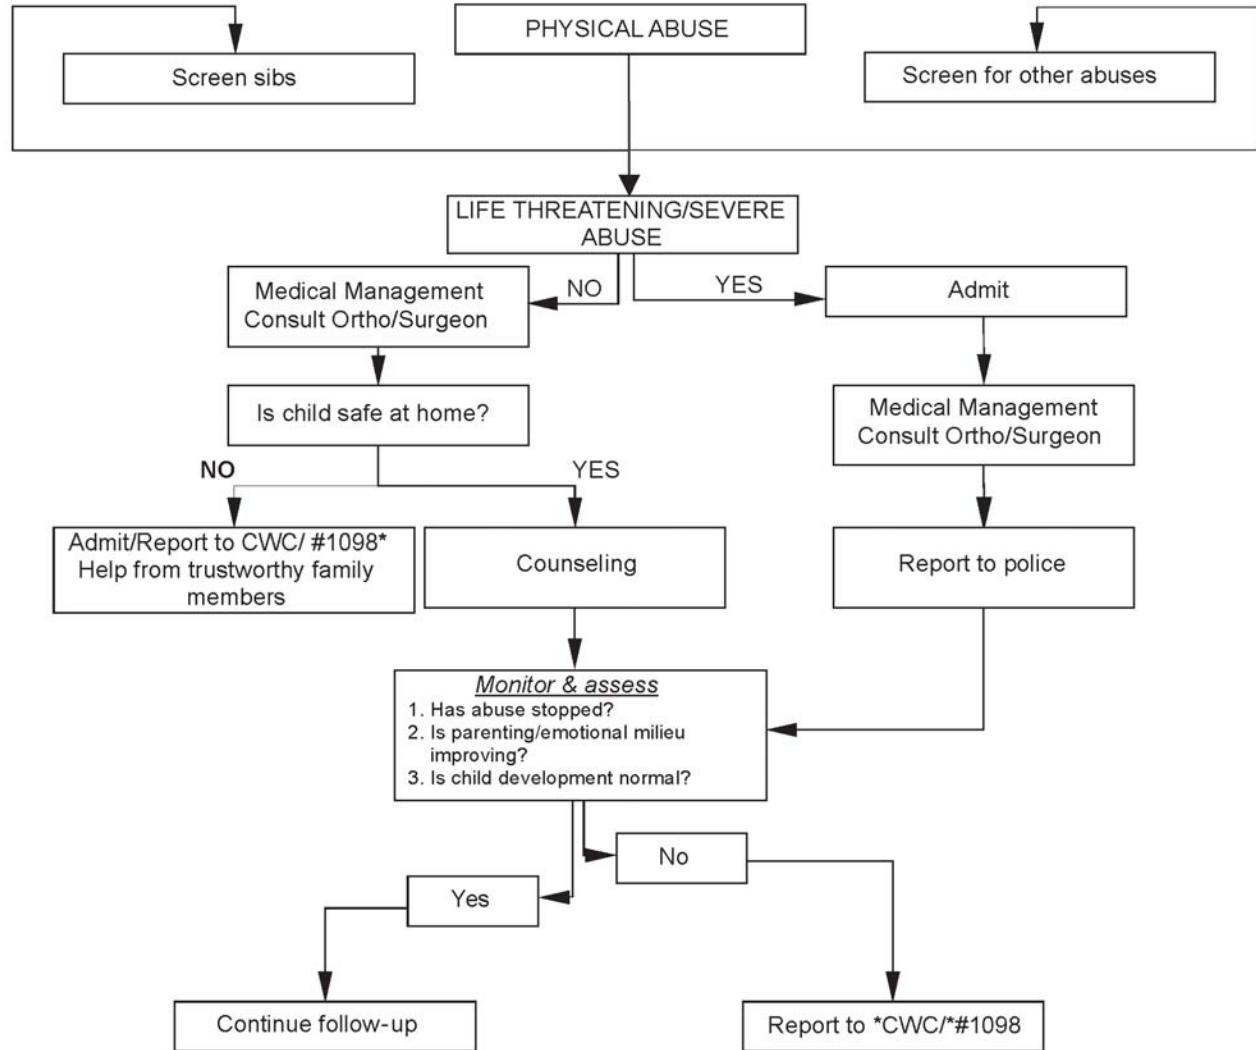 PHYSICAL ABUSE
Screen sibs
Screen for other abuses
LIFE THREATENING/SEVERE
ABUSE
NO
YES
Medical Management
Consult Ortho/Surgeon
Admit
Is child safe at home?
Medical Management
Consult Ortho/Surgeon
NO
YES
Admit/Report to CWC/ #1098*
Help from trustworthy family
members
Counseling
Report to police
Monitor & assess
1. Has abuse stopped?
2. Is parenting/emotional milieu
improving?
3. Is child development normal?
No
Yes
Continue follow-up
Report to *CWC/*#1098